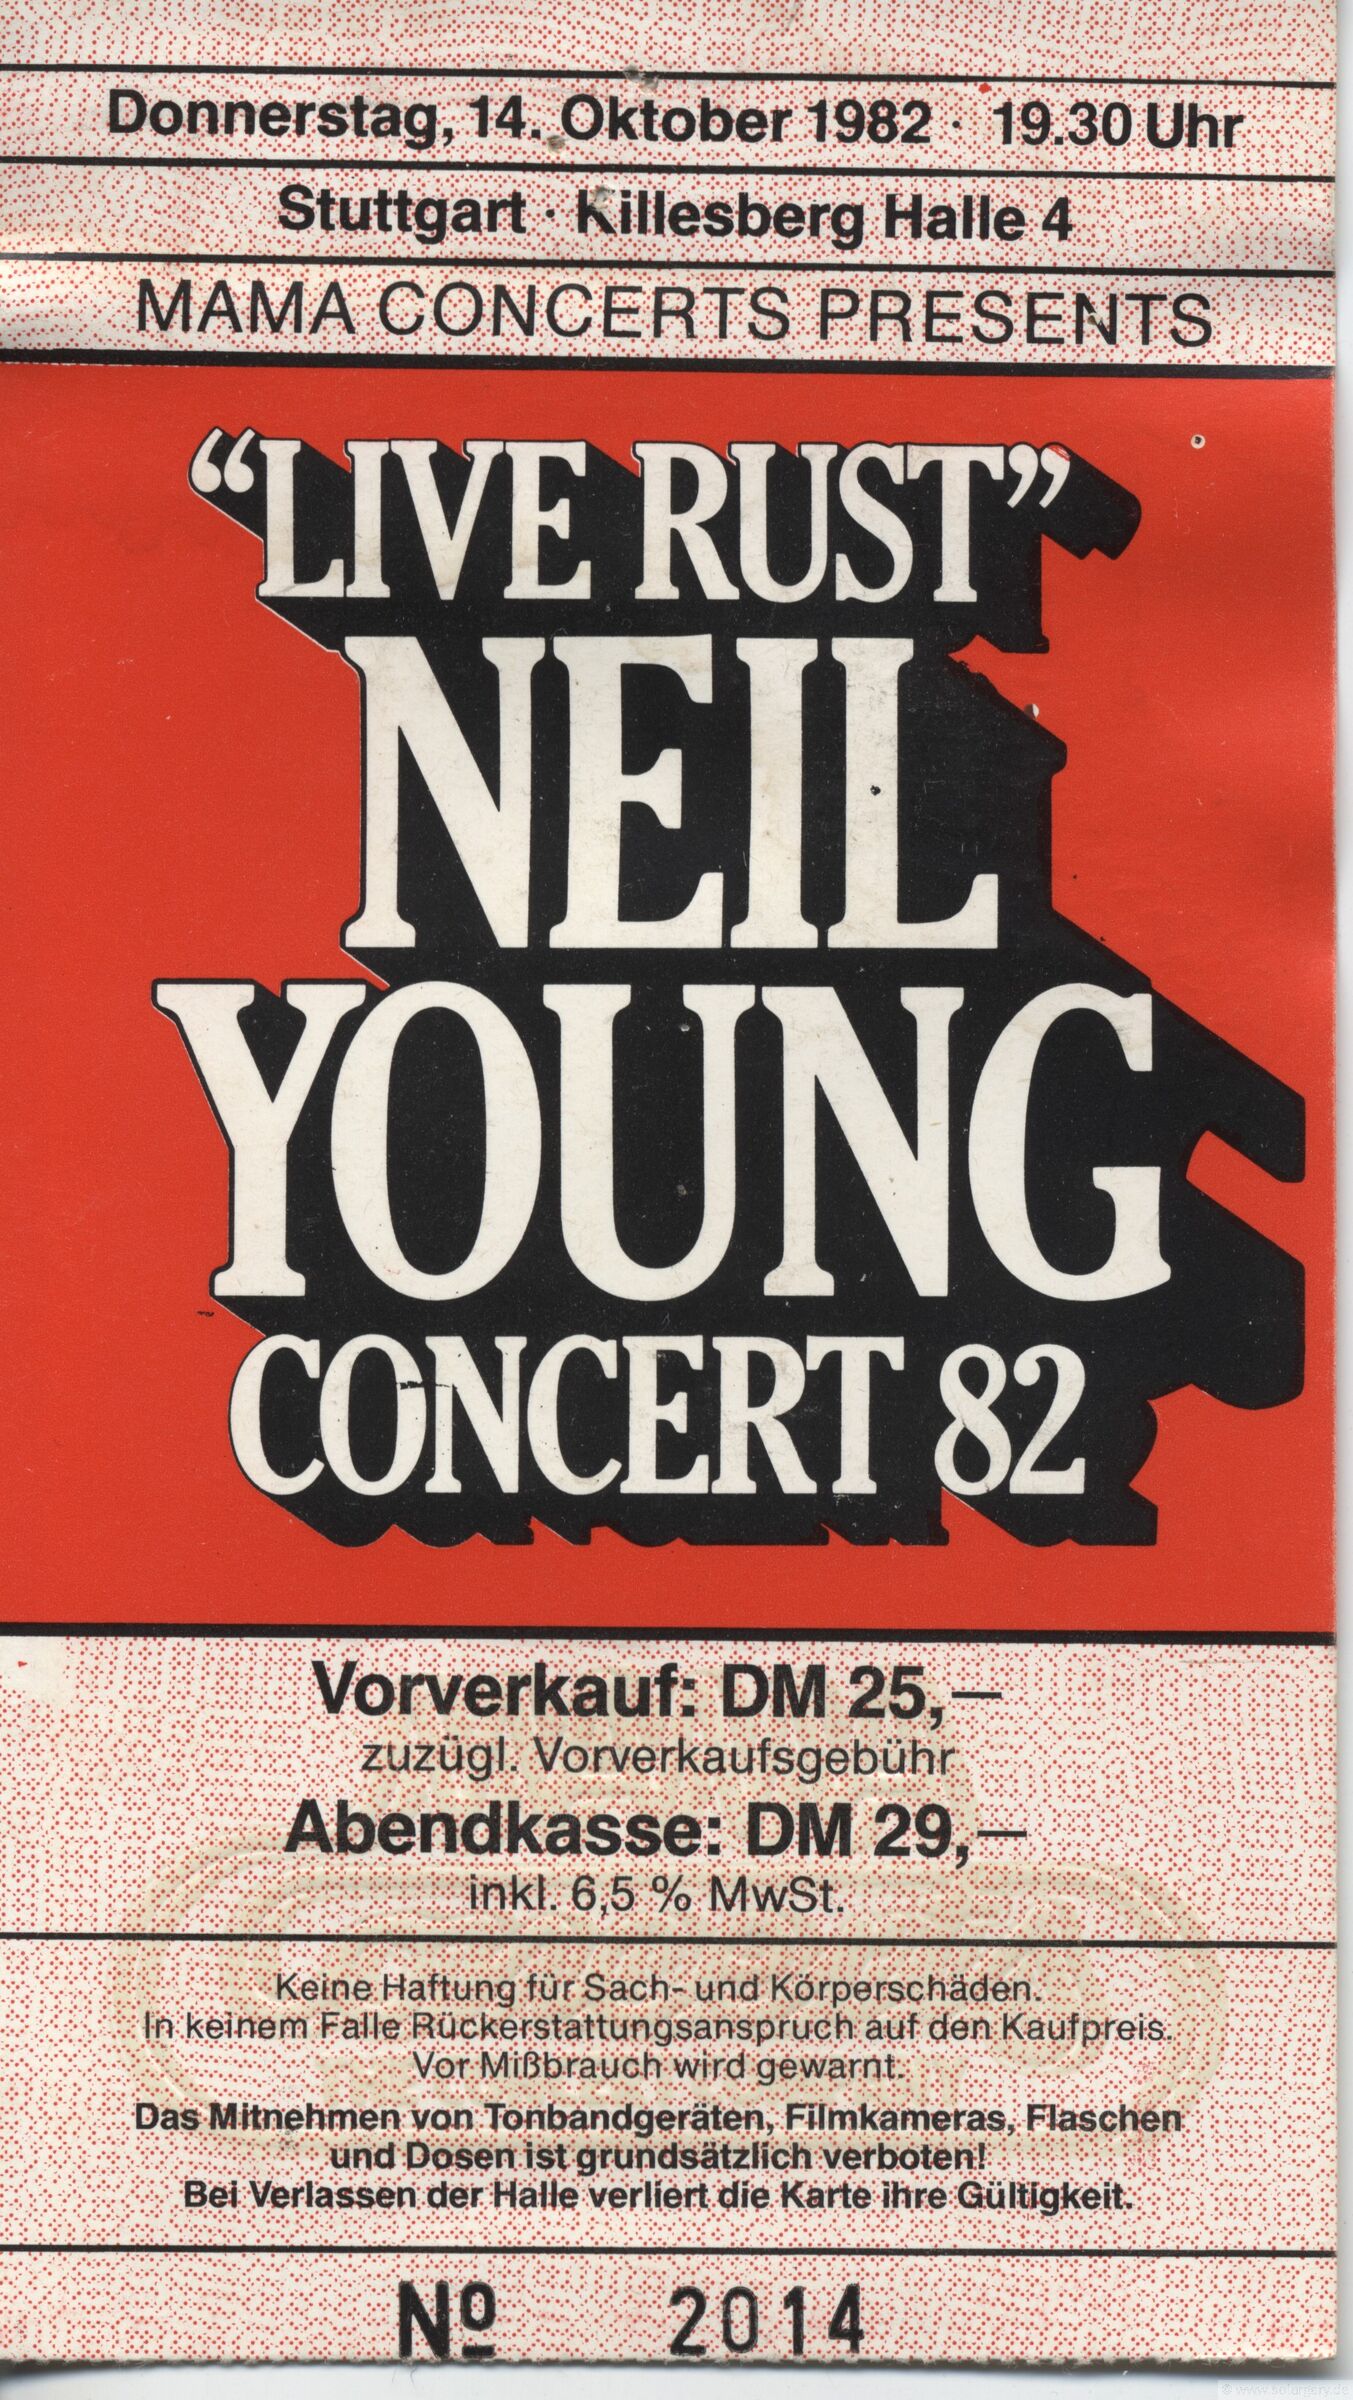 Donnerstag, 14. Oktober 1982 · 19.30 Uhr
Stuttgart · Killesberg Halle 4
MAMA CONCERTS PRESENTS
“LIVE RUST”
NEIL
YOUNG
CONCERT 82
Vorverkauf: DM 25,—
zuzügl. Vorverkaufsgebühr
Abendkasse: DM 29,—
inkl. 6,5 % MwSt.
Keine Haftung für Sach- und Körperschäden.
In keinem Falle Rückerstattungsanspruch auf den Kaufpreis.
Vor Mißbrauch wird gewarnt.
Das Mitnehmen von Tonbandgeräten, Filmkameras, Flaschen
und Dosen ist grundsätzlich verboten!
Bei Verlassen der Halle verliert die Karte ihre Gültigkeit.
Nº 2014